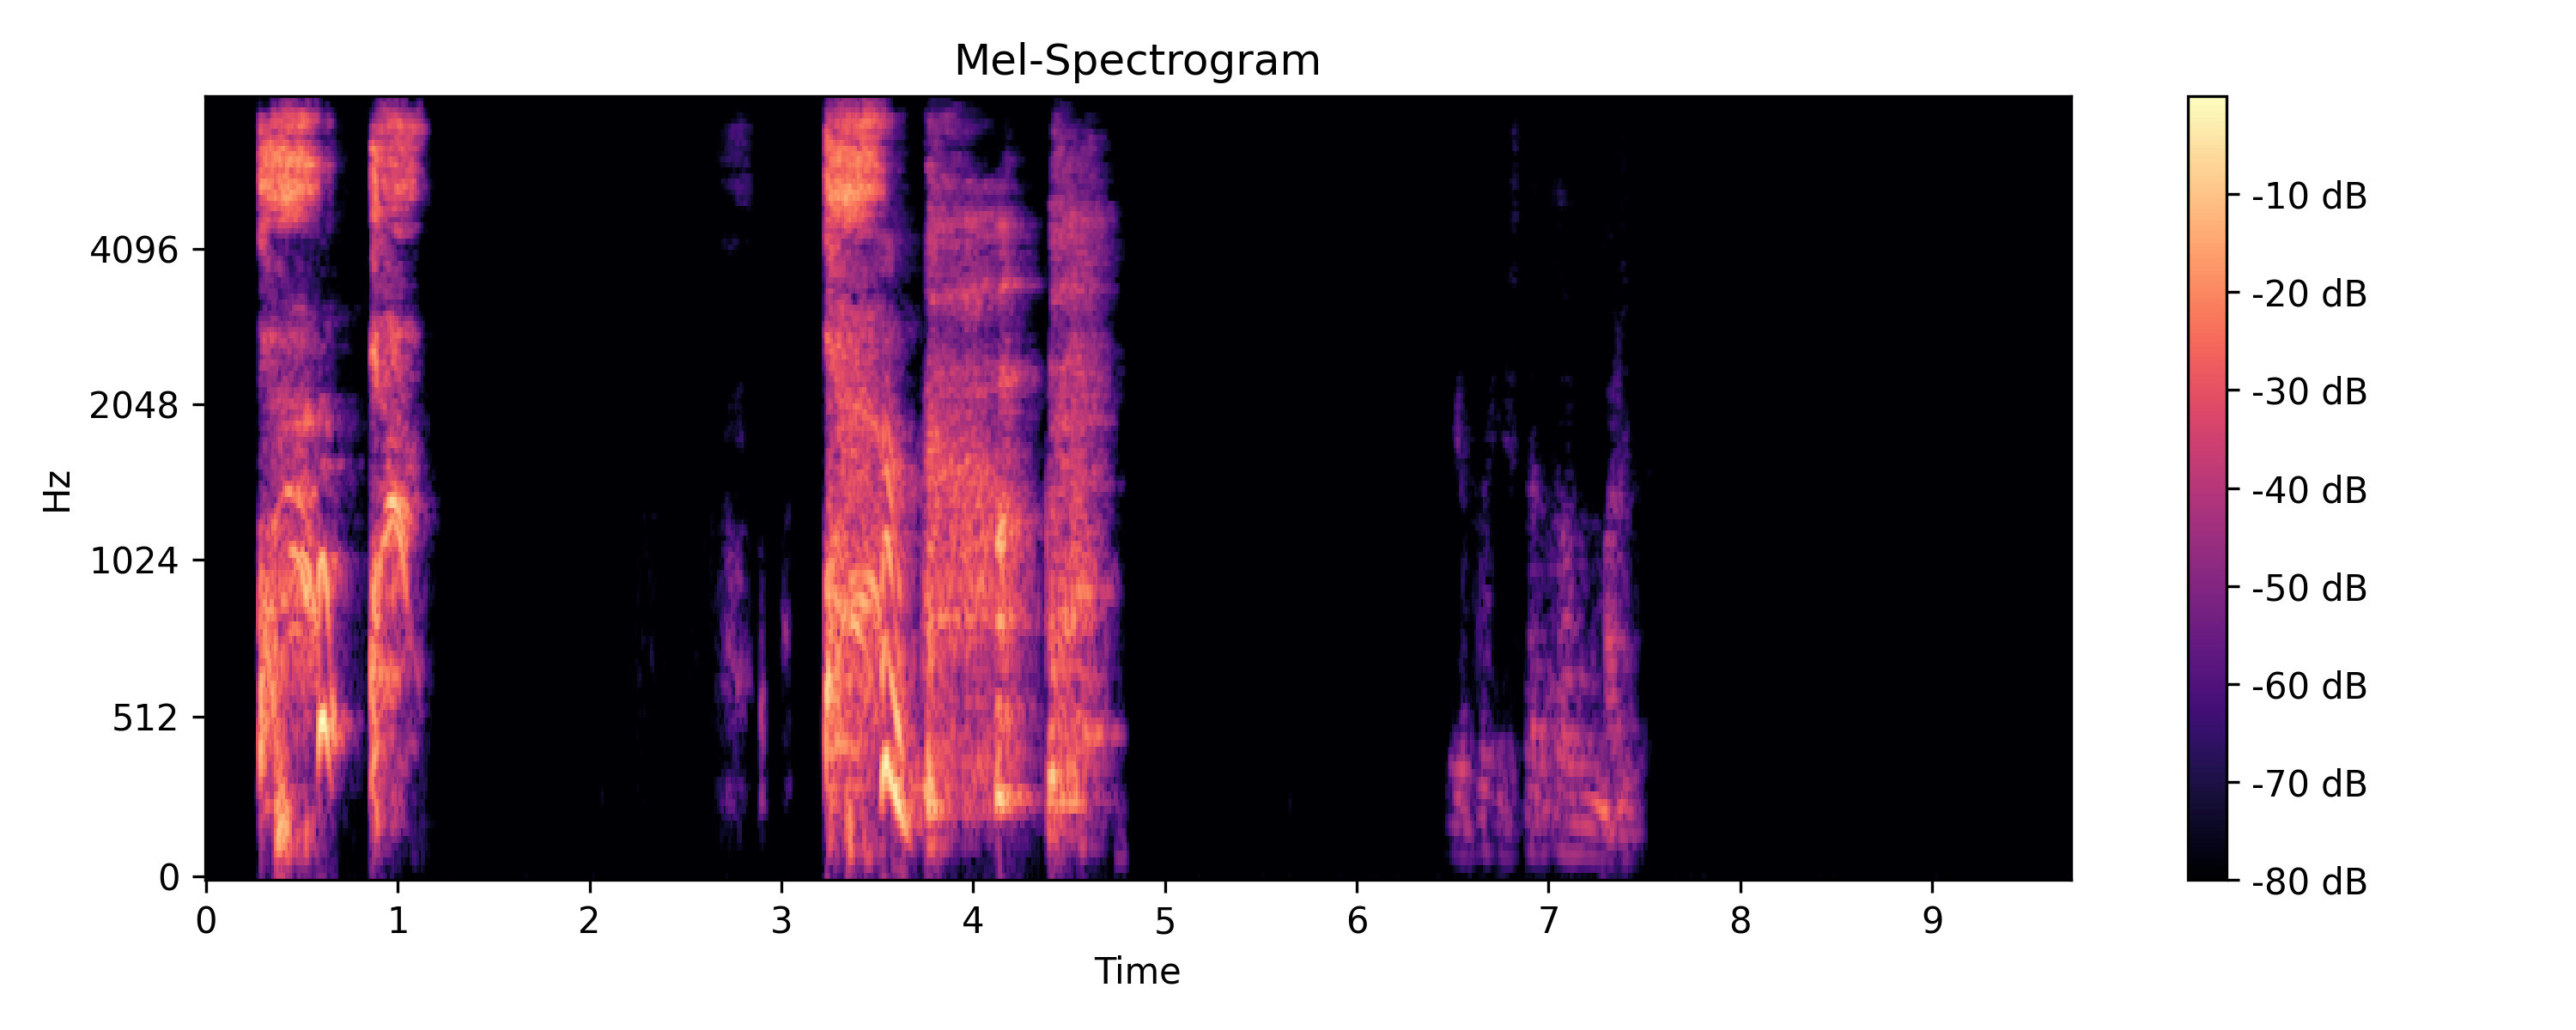 Mel-Spectrogram
Hz
4096
2048
1024
512
0
0 1 2 3 4 5 6 7 8 9
Time
-10 dB
-20 dB
-30 dB
-40 dB
-50 dB
-60 dB
-70 dB
-80 dB